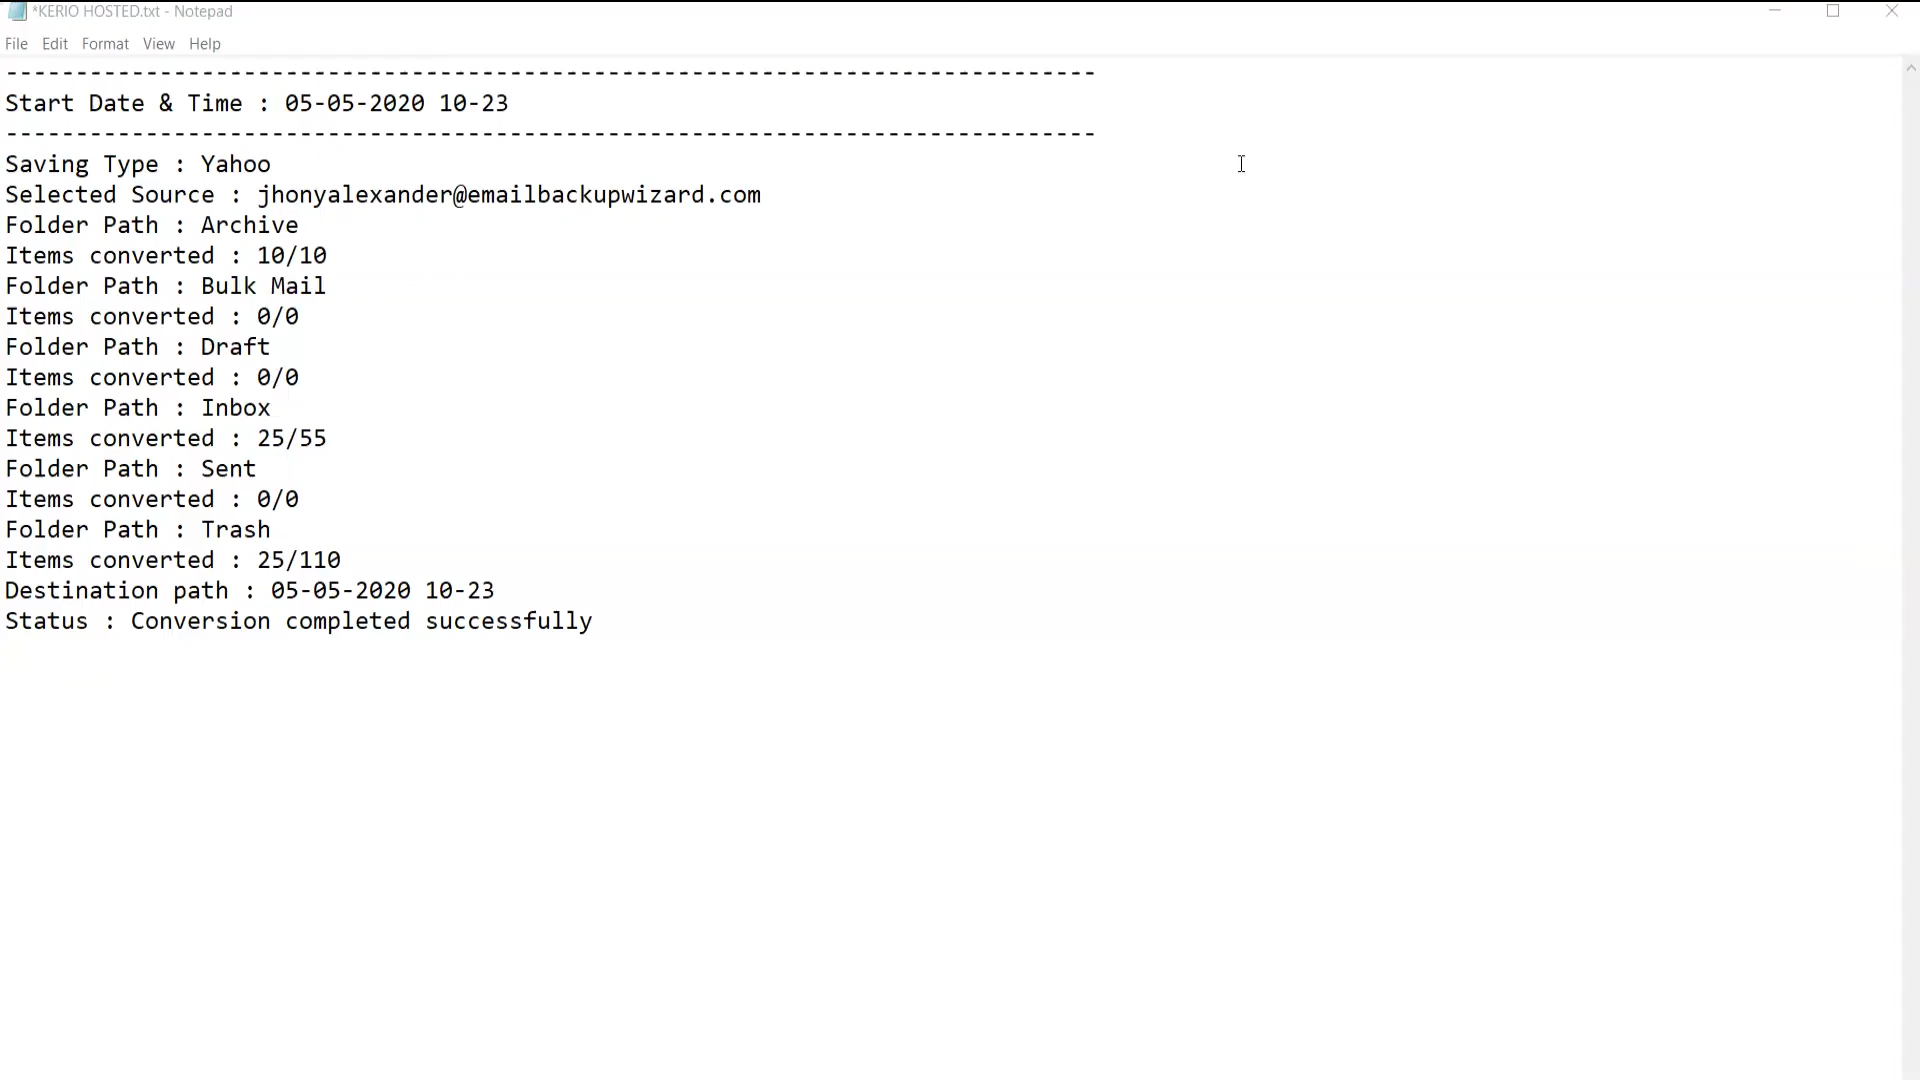 *KERIO HOSTED.txt - Notepad
File Edit Format View Help
------------------------------------------------------------------------------
Start Date & Time : 05-05-2020 10-23
------------------------------------------------------------------------------
Saving Type : Yahoo
Selected Source : jhonyalexander@emailbackupwizard.com
Folder Path : Archive
Items converted : 10/10
Folder Path : Bulk Mail
Items converted : 0/0
Folder Path : Draft
Items converted : 0/0
Folder Path : Inbox
Items converted : 25/55
Folder Path : Sent
Items converted : 0/0
Folder Path : Trash
Items converted : 25/110
Destination path : 05-05-2020 10-23
Status : Conversion completed successfully